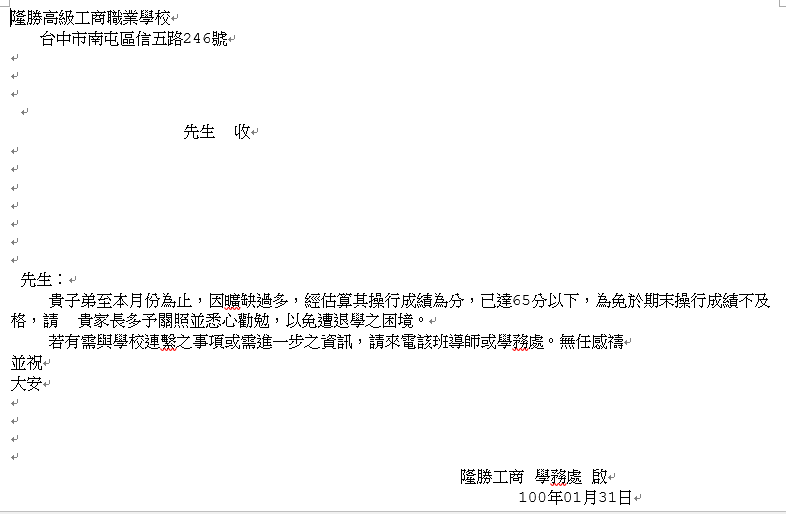 隆勝高級工商職業學校
台中市南屯區信五路246號
先生　收
先生：
貴子弟至本月份為止，因曠缺過多，經估算其操行成績為分，已達65分以下，為免於期末操行成績不及
格，請　貴家長多予關照並悉心勸勉，以免遭退學之困境。
若有需與學校連繫之事項或需進一步之資訊，請來電該班導師或學務處。無任感禱
並祝
大安
隆勝工商 學務處 啟
100年01月31日